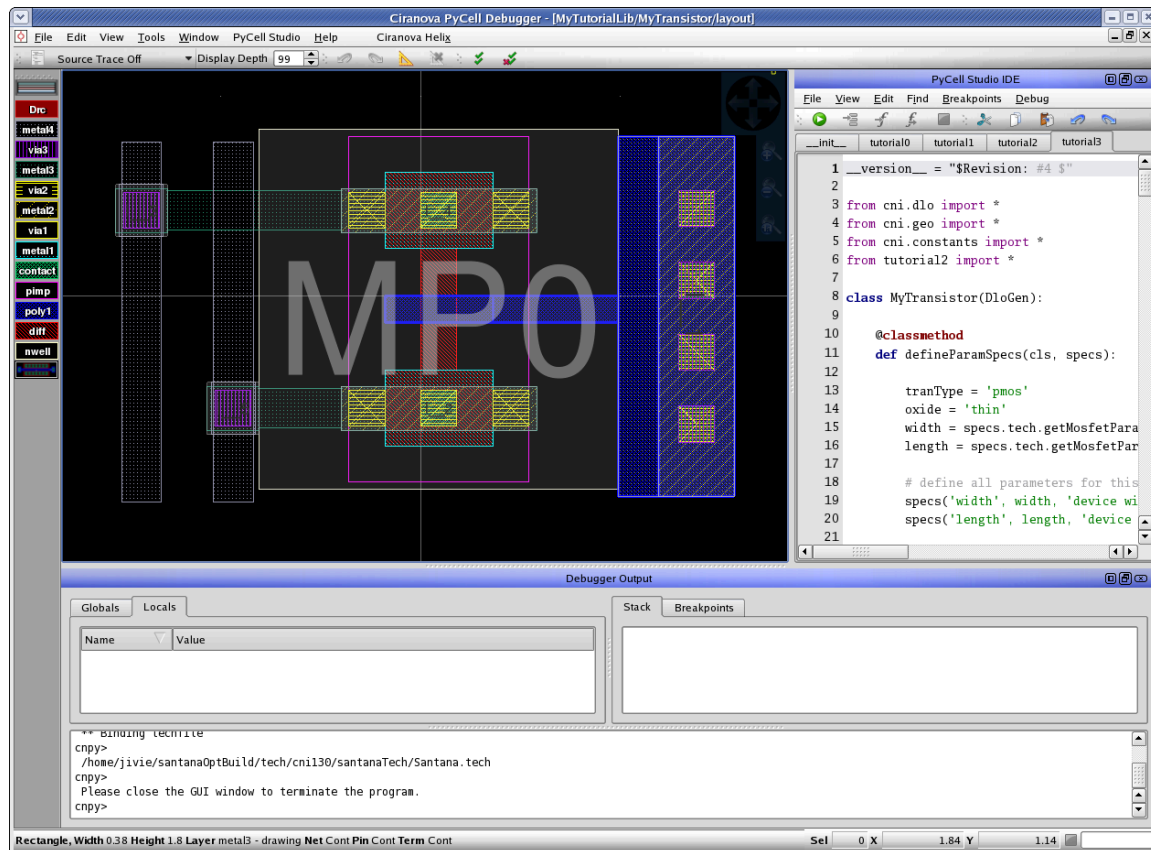 Ciranova PyCell Debugger - [MyTutorialLib/MyTransistor/layout]
File Edit View Tools Window PyCell Studio Help Ciranova Helix
Source Trace Off Display Depth 99
Drc
metal4
via3
metal3
via2
metal2
via1
metal1
contact
pimp
poly1
diff
nwell
MP0
PyCell Studio IDE
File View Edit Find Breakpoints Debug
__init__ tutorial0 tutorial1 tutorial2 tutorial3
1 __version__ = "$Revision: #4 $"
2
3 from cni.dlo import *
4 from cni.geo import *
5 from cni.constants import *
6 from tutorial2 import *
7
8 class MyTransistor(DloGen):
9
10 @classmethod
11 def defineParamSpecs(cls, specs):
12
13 tranType = 'pmos'
14 oxide = 'thin'
15 width = specs.tech.getMosfetPara
16 length = specs.tech.getMosfetPar
17
18 # define all parameters for this
19 specs('width', width, 'device wi
20 specs('length', length, 'device
21
Debugger Output
Globals Locals
Name Value
Stack Breakpoints
** Binding techfile
cnpy>
/home/jivie/santanaOptBuild/tech/cni130/santanaTech/Santana.tech
cnpy>
Please close the GUI window to terminate the program.
cnpy>
Rectangle, Width 0.38 Height 1.8 Layer metal3 - drawing Net Cont Pin Cont Term Cont Sel 0 X 1.84 Y 1.14